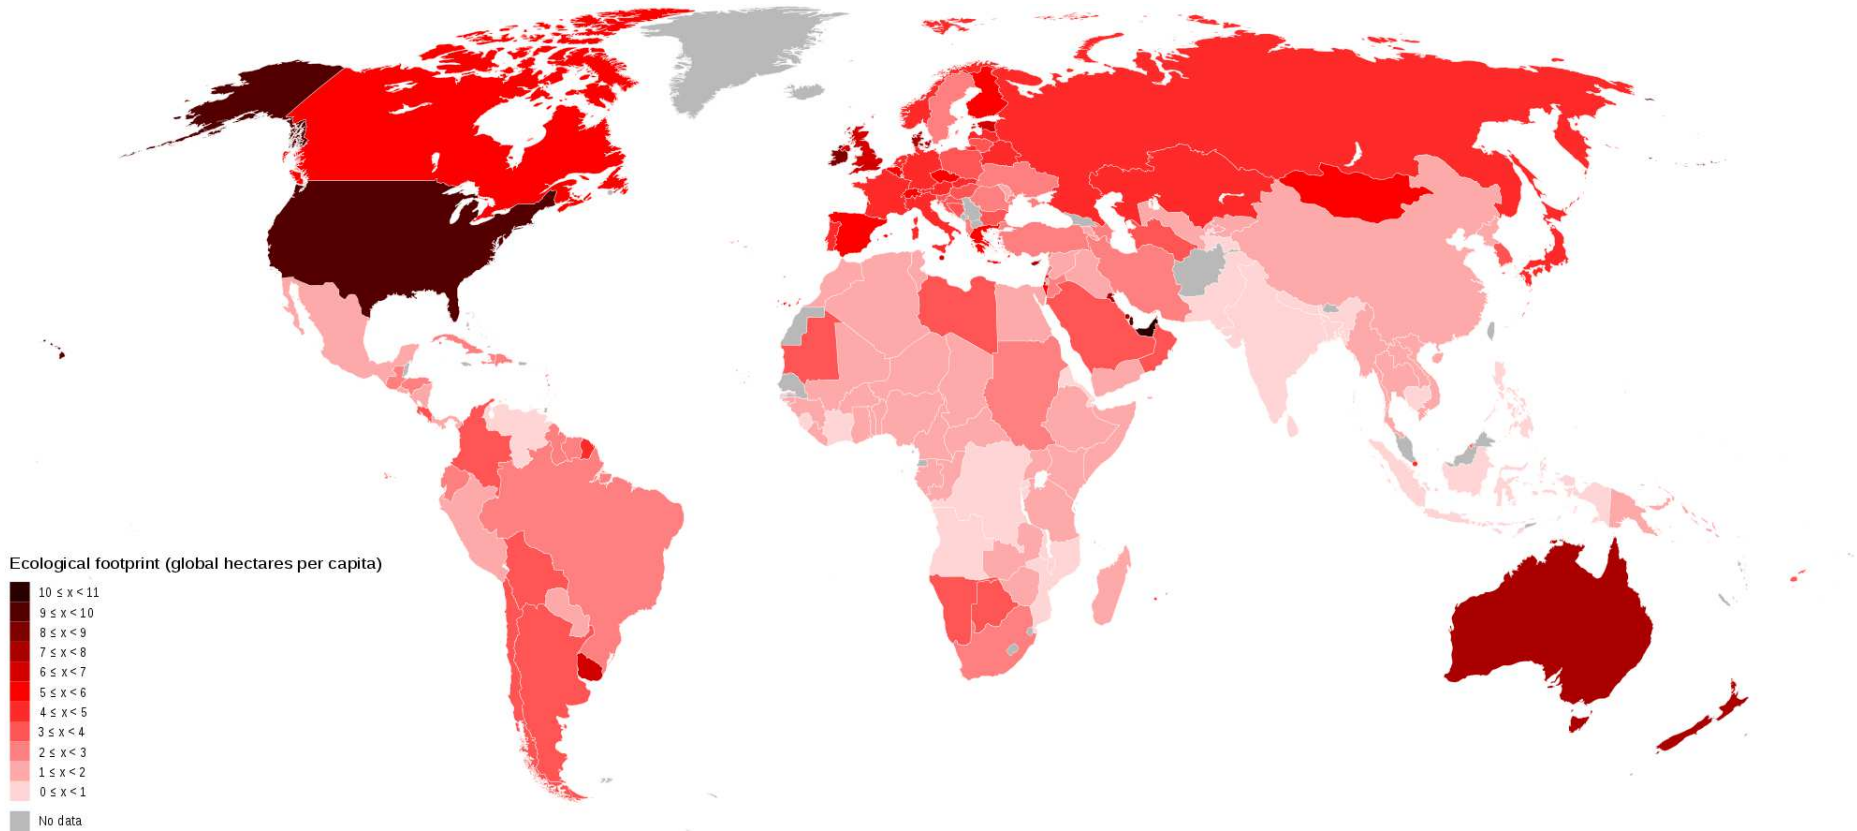 Ecological footprint (global hectares per capita)
10 ≤ x < 11
9 ≤ x < 10
8 ≤ x < 9
7 ≤ x < 8
6 ≤ x < 7
5 ≤ x < 6
4 ≤ x < 5
3 ≤ x < 4
2 ≤ x < 3
1 ≤ x < 2
0 ≤ x < 1
No data